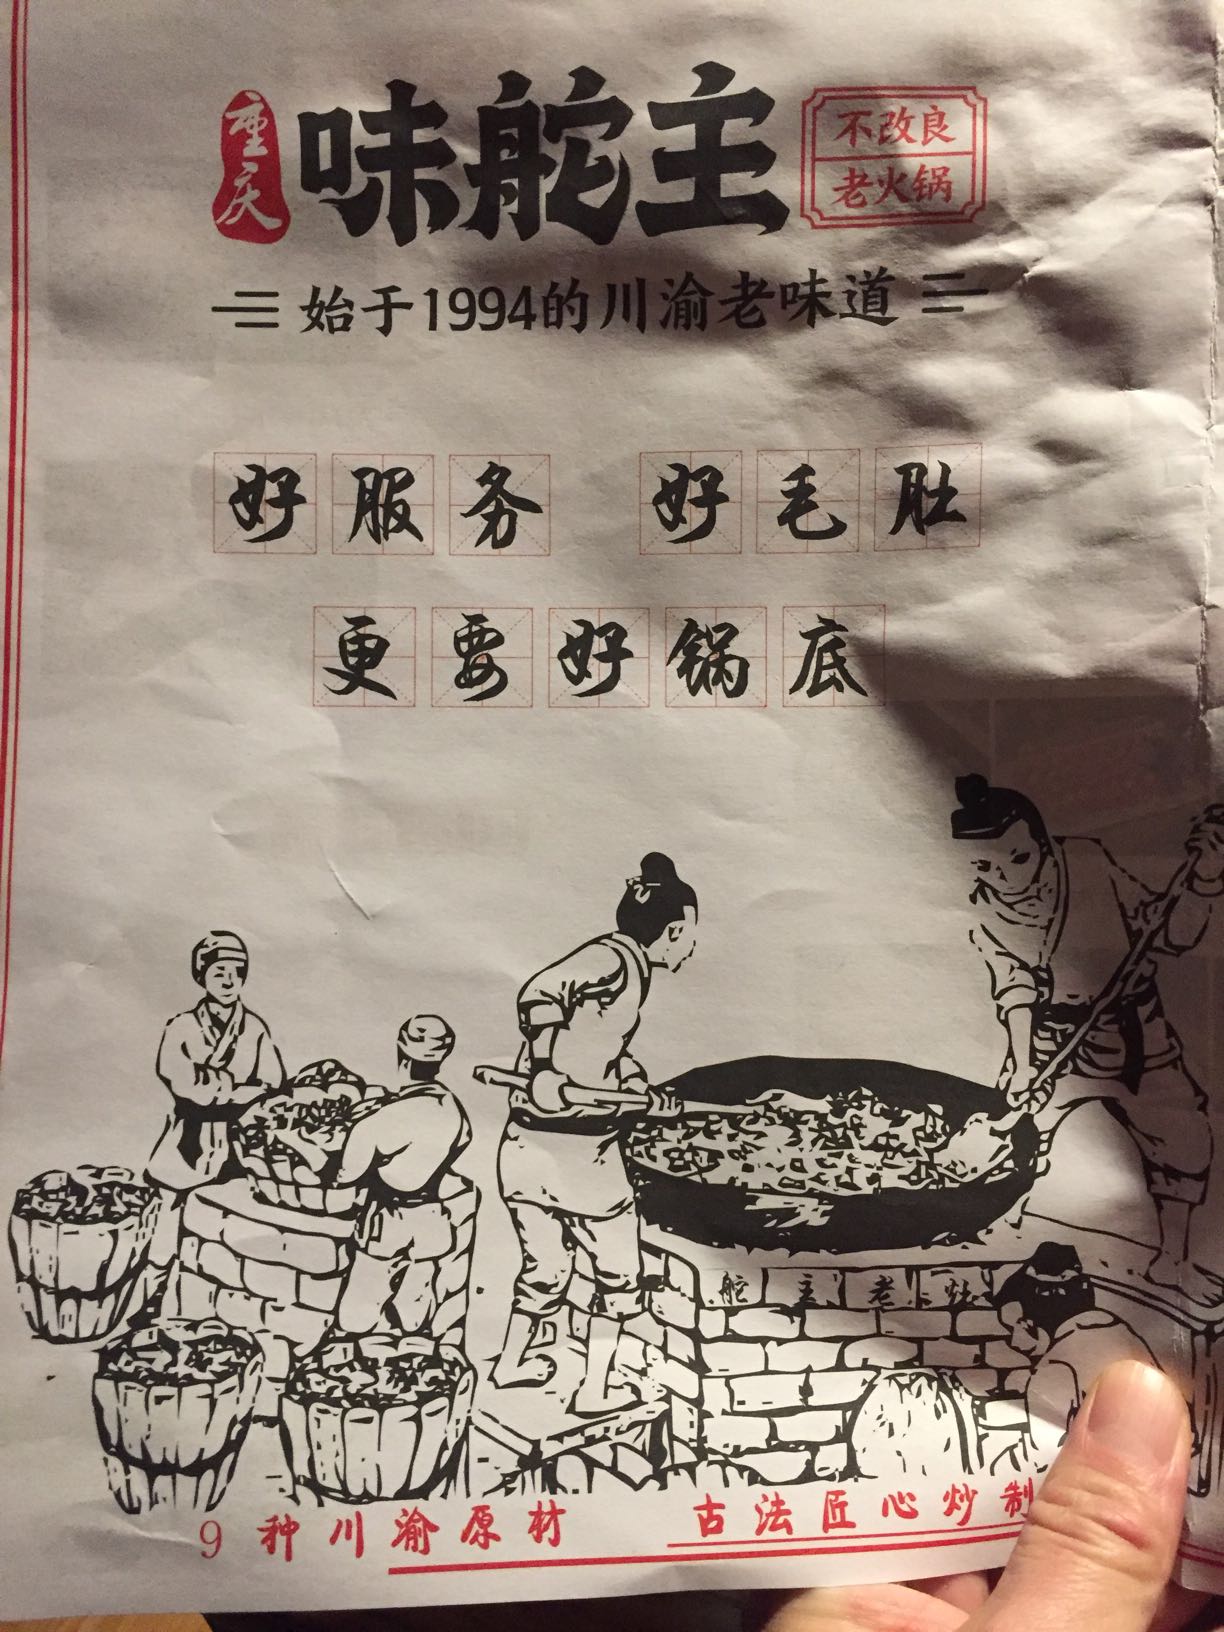 重庆
味舵主
不改良
老火锅
始于1994的川渝老味道
好服务 好毛肚
更要好锅底
舵主老灶
9种川渝原材 古法匠心炒制